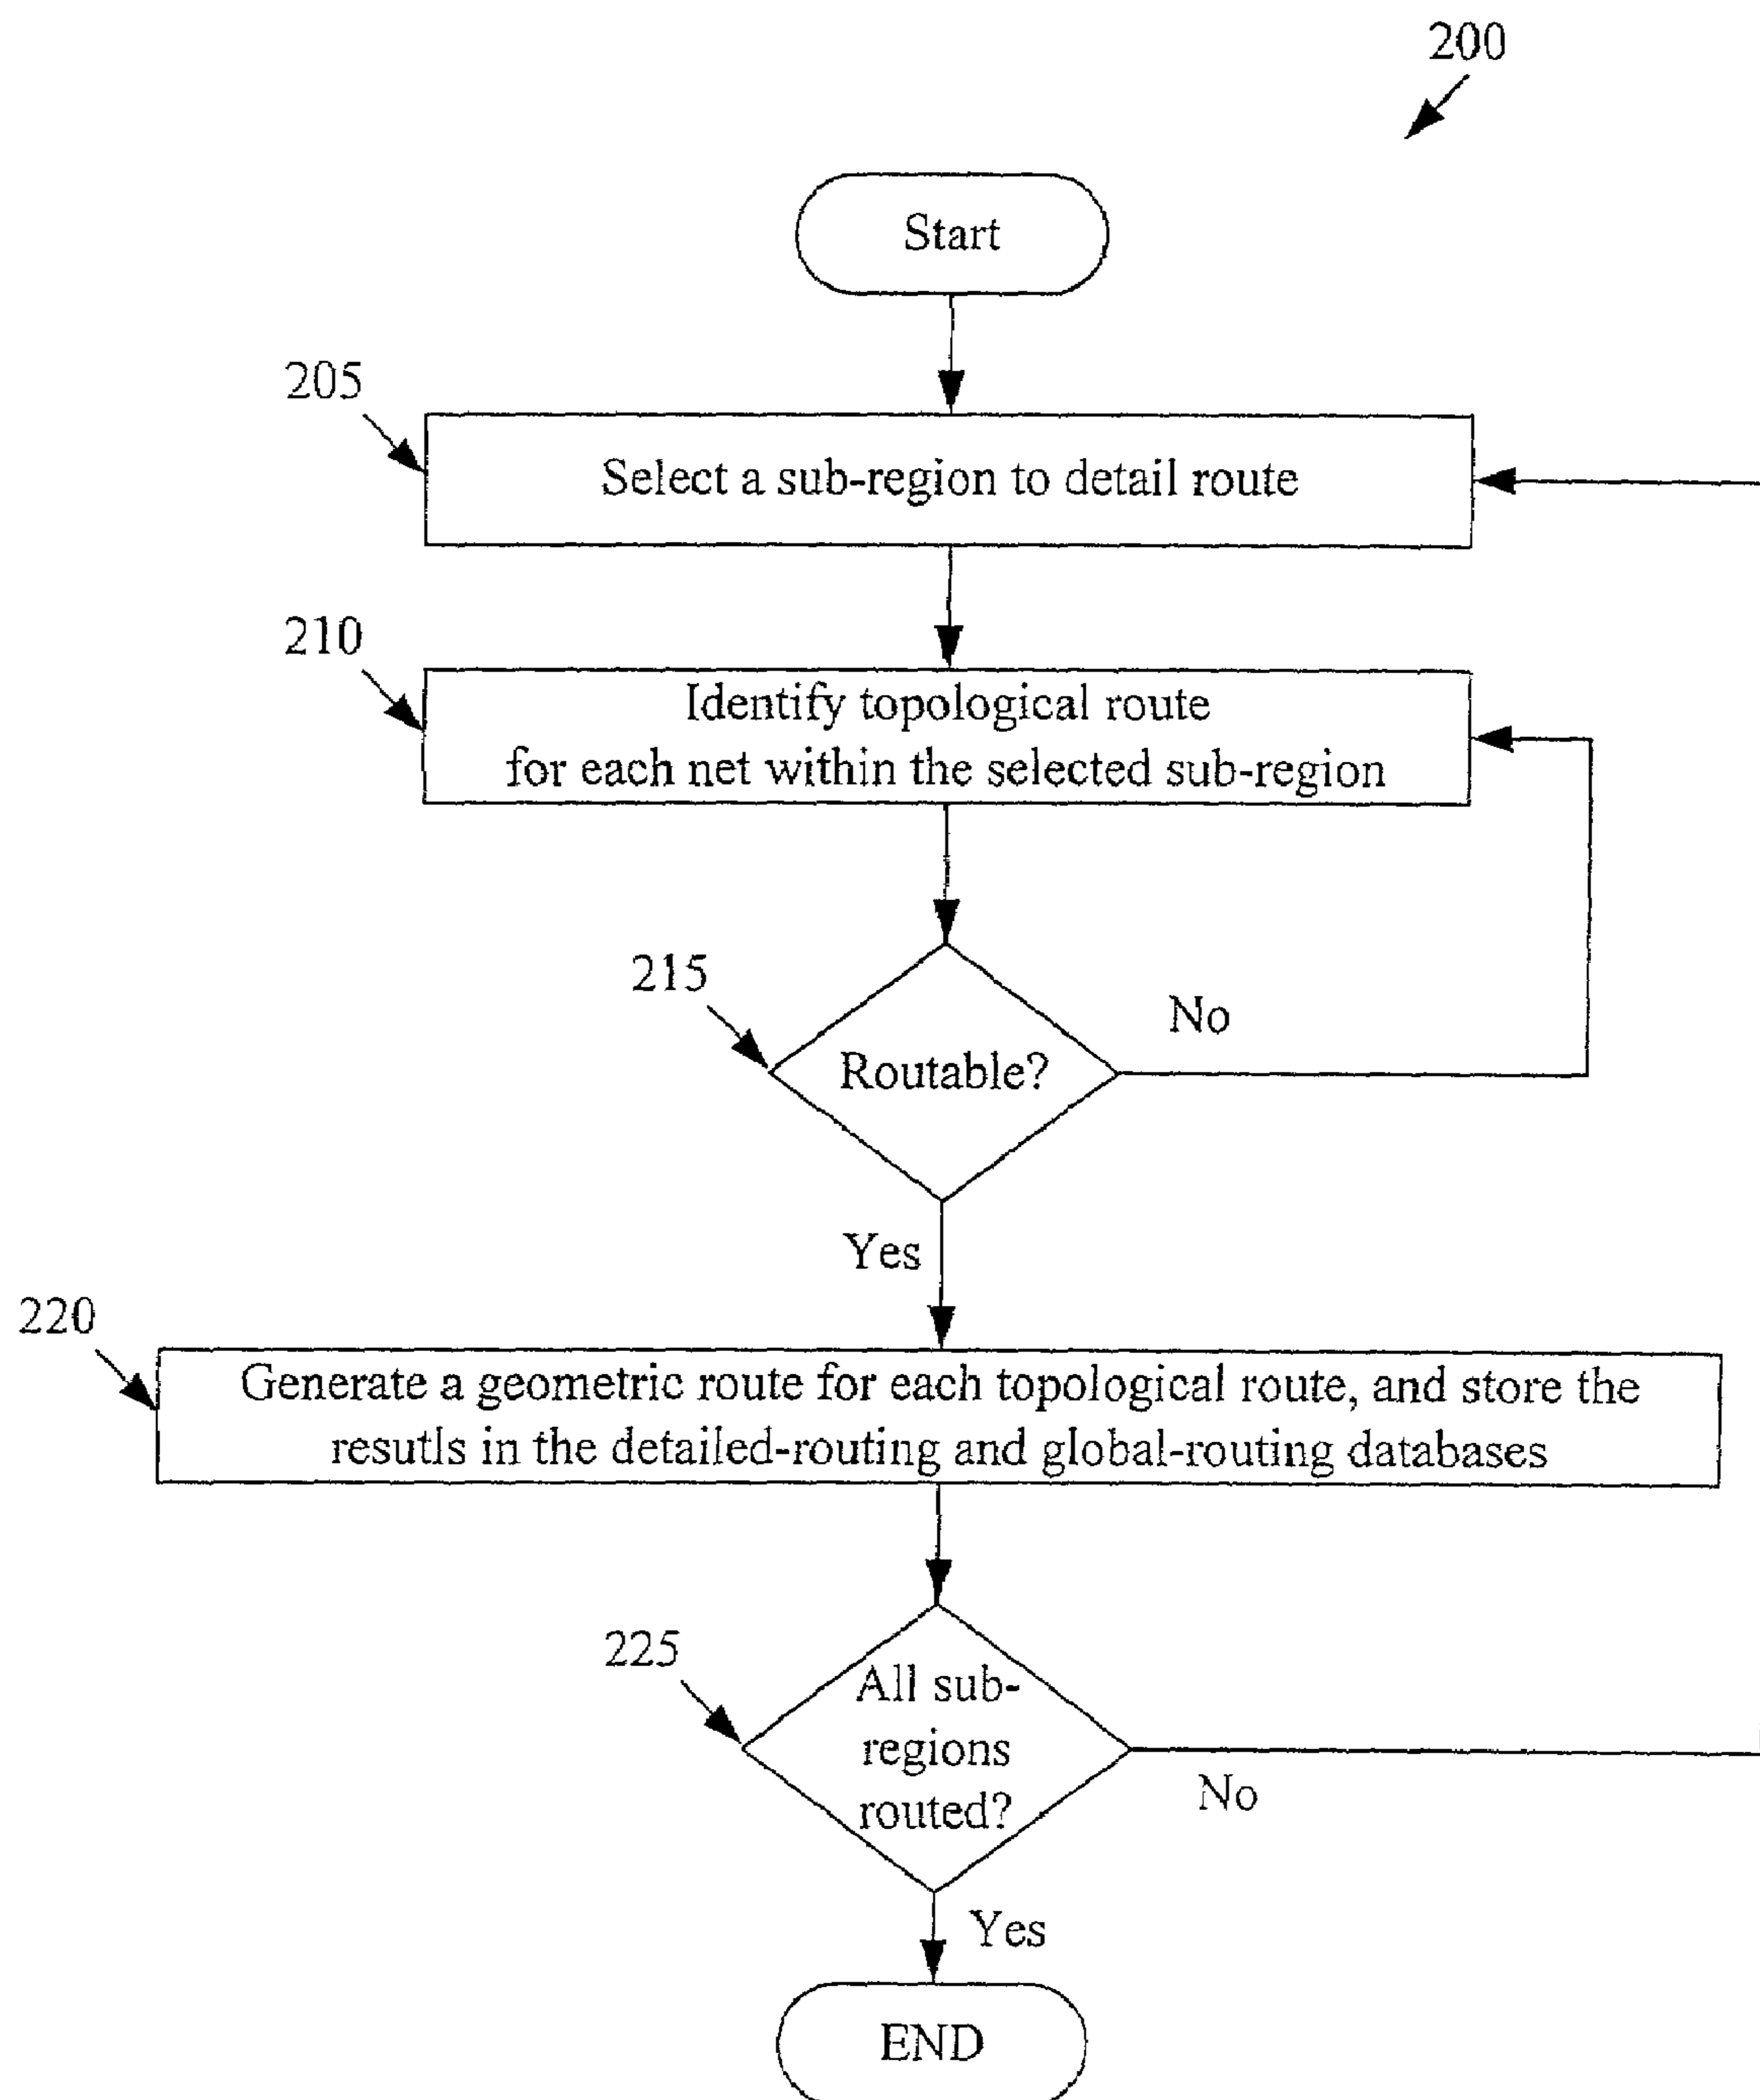 200
Start
205
Select a sub-region to detail route
210
Identify topological route
for each net within the selected sub-region
215
Routable?
No
Yes
220
Generate a geometric route for each topological route, and store the
resutls in the detailed-routing and global-routing databases
225
All sub-
regions
routed?
No
Yes
END